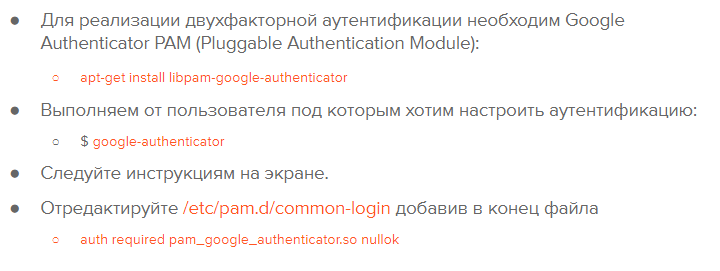 ● Для реализации двухфакторной аутентификации необходим Google
Authenticator PAM (Pluggable Authentication Module):
○ apt-get install libpam-google-authenticator
● Выполняем от пользователя под которым хотим настроить аутентификацию:
○ $ google-authenticator
● Следуйте инструкциям на экране.
● Отредактируйте /etc/pam.d/common-login добавив в конец файла
○ auth required pam_google_authenticator.so nullok